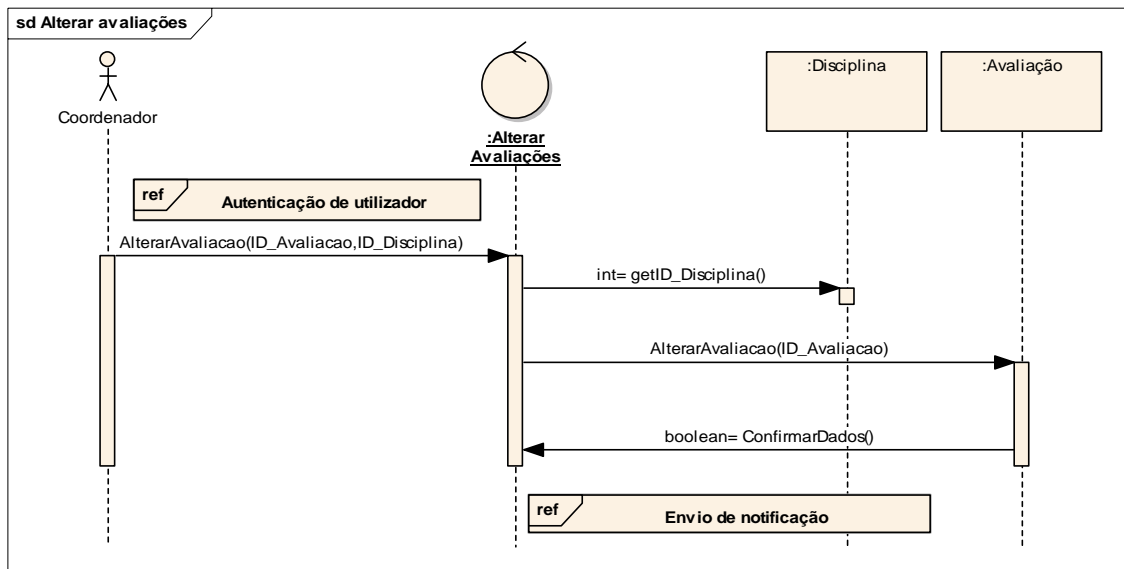 sd Alterar avaliações
:Disciplina
:Avaliação
Coordenador
:Alterar
Avaliações
ref
Autenticação de utilizador
AlterarAvaliacao(ID_Avaliacao,ID_Disciplina)
int= getID_Disciplina()
AlterarAvaliacao(ID_Avaliacao)
boolean= ConfirmarDados()
ref
Envio de notificação